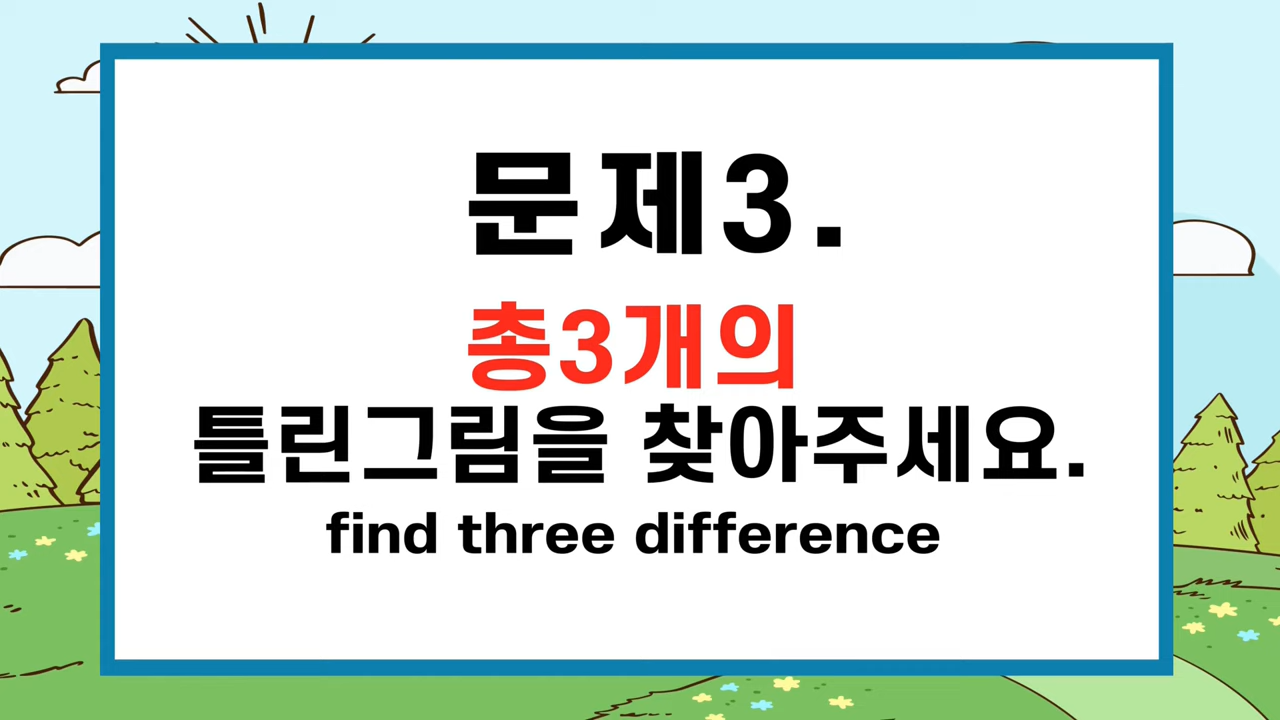 문제3.
총3개의
틀린그림을 찾아주세요.
find three difference